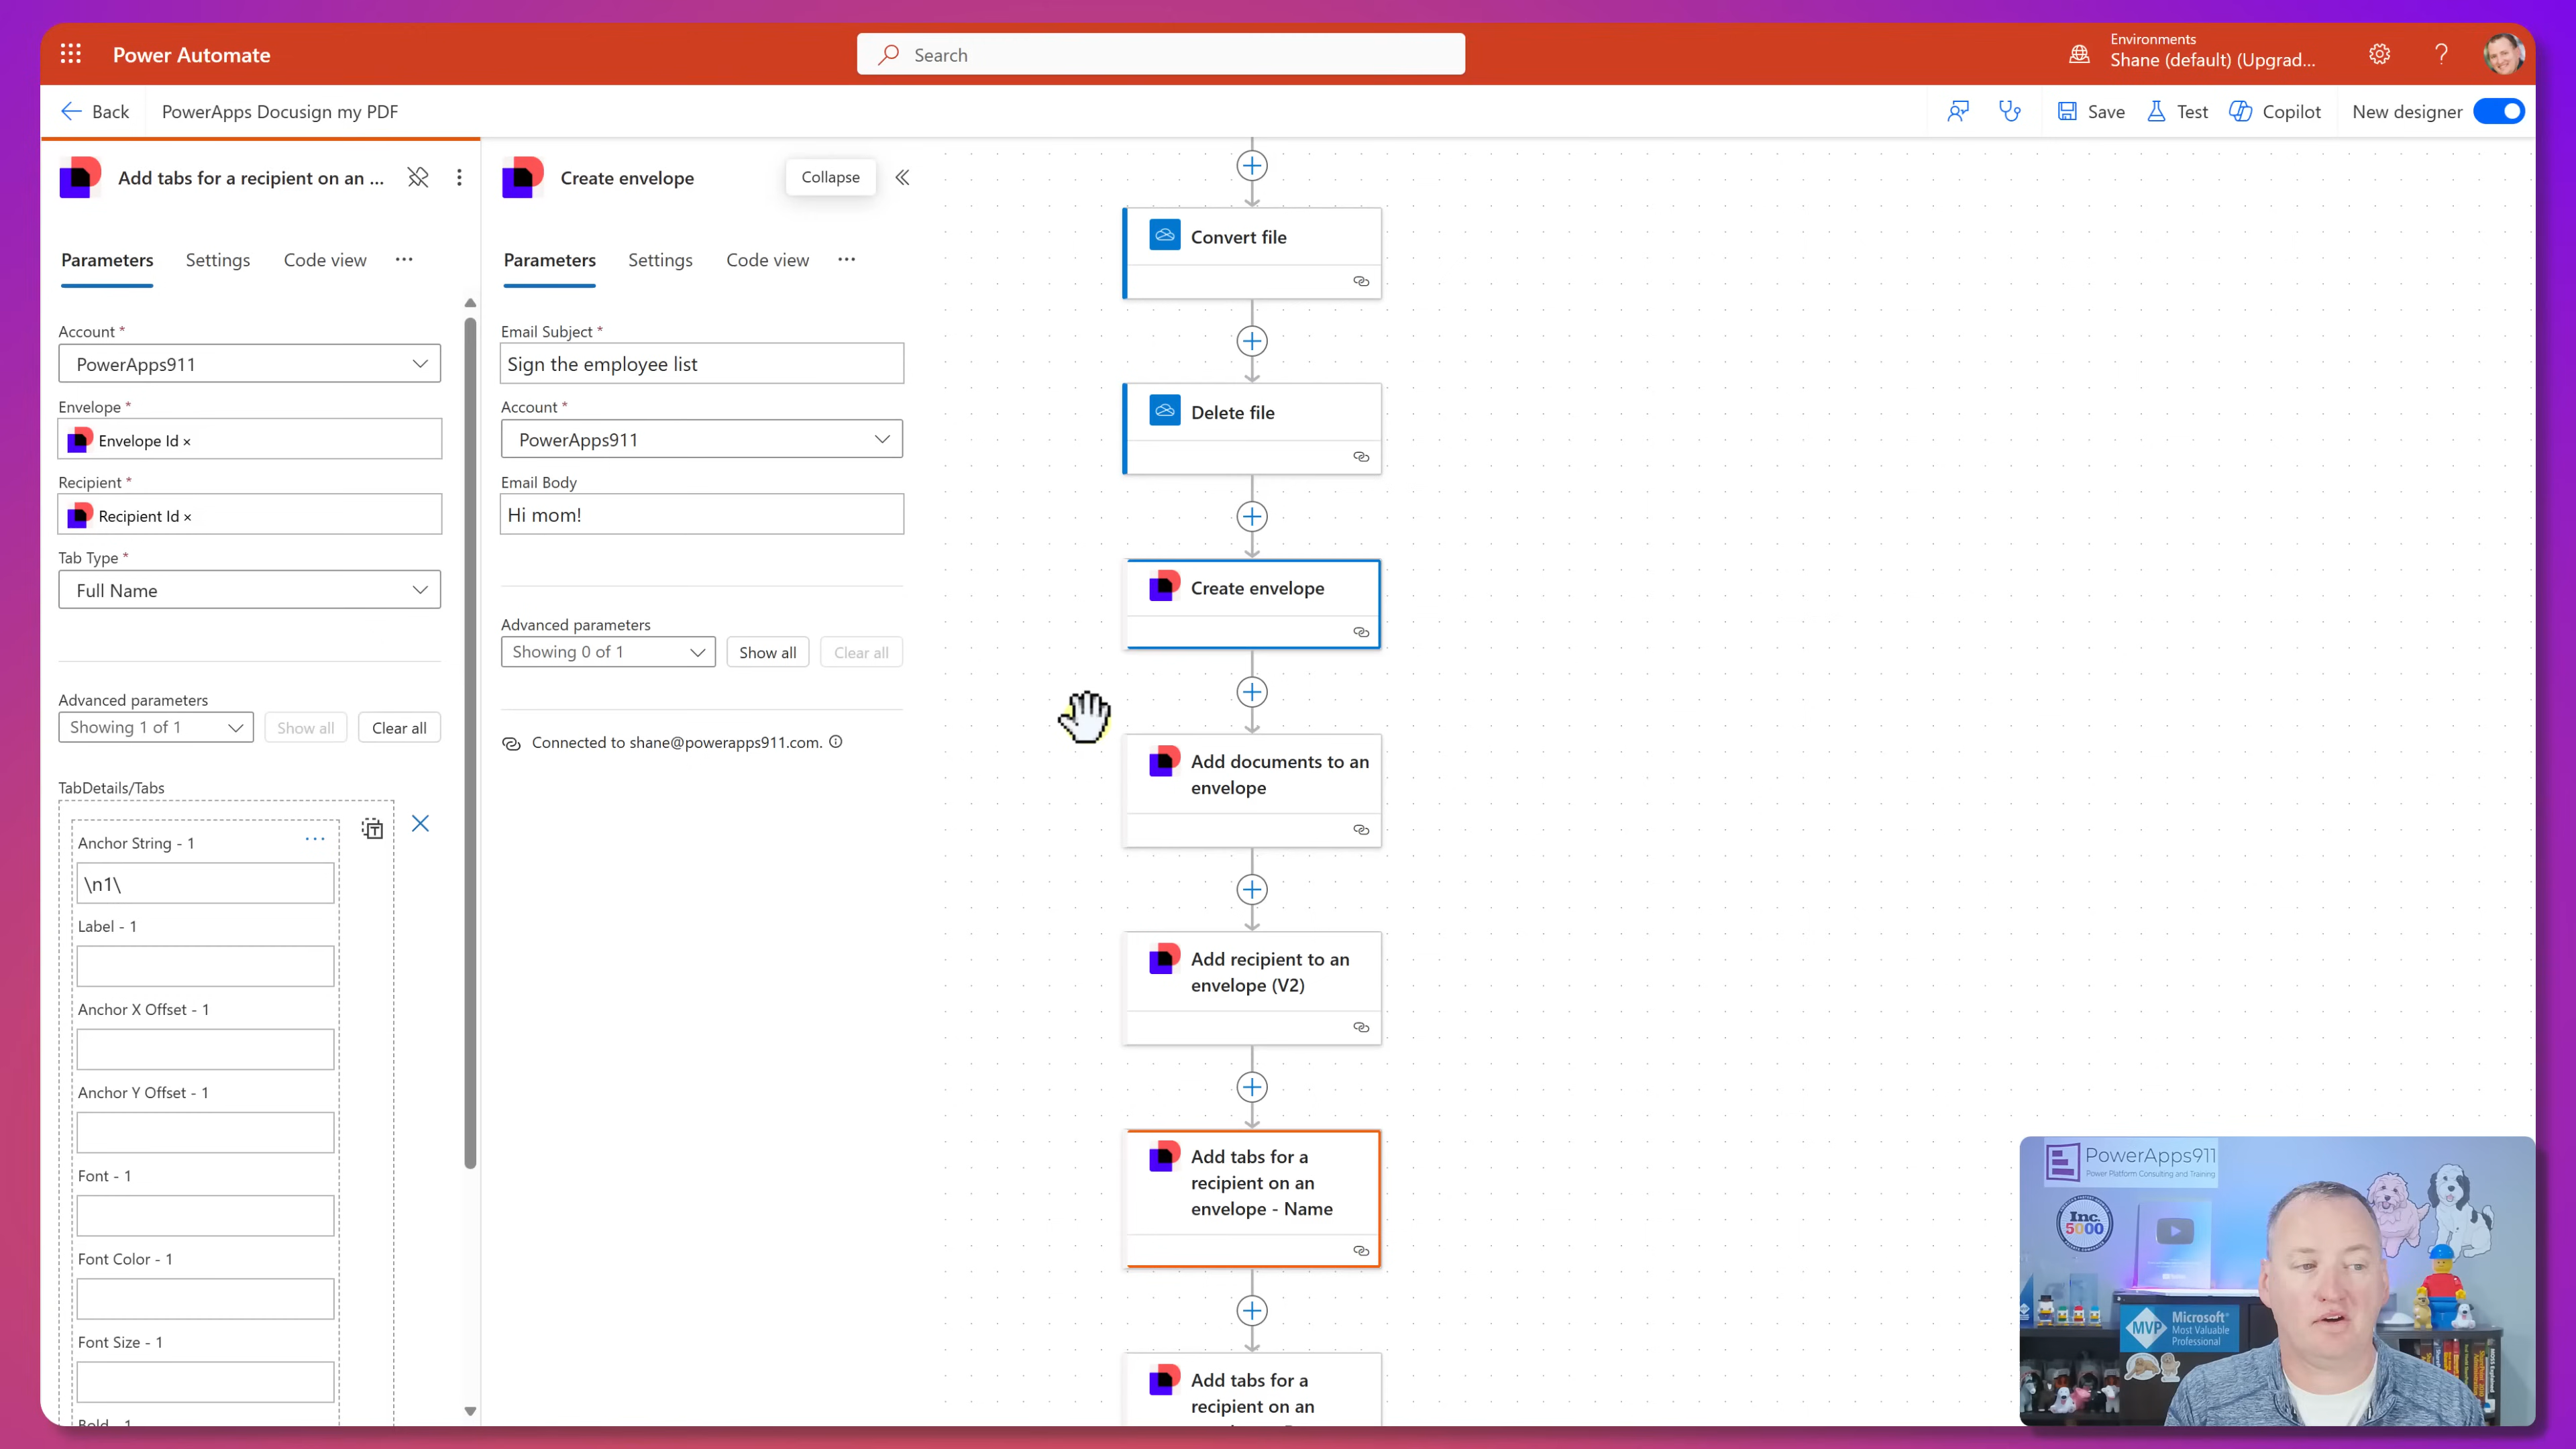 Power Automate
Search
Environments
Shane (default) (Upgrad...
Back
PowerApps Docusign my PDF
Save
Test
Copilot
New designer
Add tabs for a recipient on an ...
Parameters
Settings
Code view
Account *
PowerApps911
Envelope *
Envelope Id ×
Recipient *
Recipient Id ×
Tab Type *
Full Name
Advanced parameters
Showing 1 of 1
Show all
Clear all
TabDetails/Tabs
Anchor String - 1
\n1\
Label - 1
Anchor X Offset - 1
Anchor Y Offset - 1
Font - 1
Font Color - 1
Font Size - 1
Bold - 1
Create envelope
Collapse
Parameters
Settings
Code view
Email Subject *
Sign the employee list
Account *
PowerApps911
Email Body
Hi mom!
Advanced parameters
Showing 0 of 1
Show all
Clear all
Connected to shane@powerapps911.com.
Convert file
Delete file
Create envelope
Add documents to an
envelope
Add recipient to an
envelope (V2)
Add tabs for a
recipient on an
envelope - Name
Add tabs for a
recipient on an
PowerApps911
Power Platform Consulting and Training
Inc.
5000
MVP
Microsoft®
Most Valuable
Professional